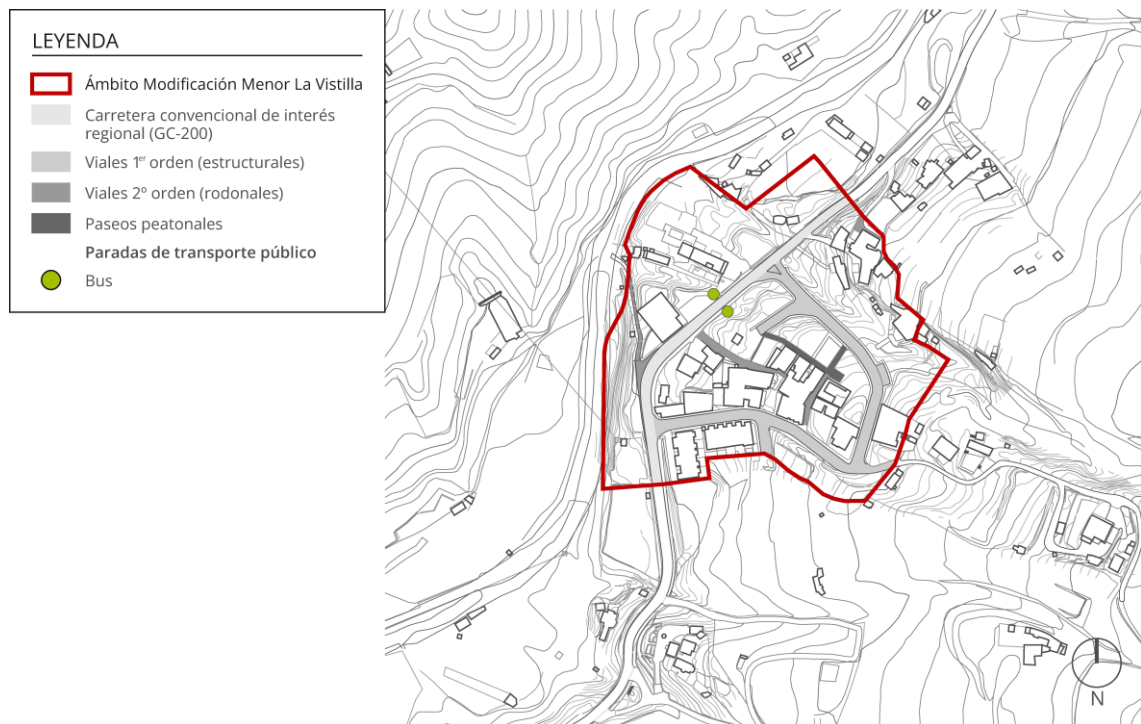 LEYENDA
Ámbito Modificación Menor La Vistilla
Carretera convencional de interés
regional (GC-200)
Viales 1er orden (estructurales)
Viales 2º orden (rodonales)
Paseos peatonales
Paradas de transporte público
Bus
N